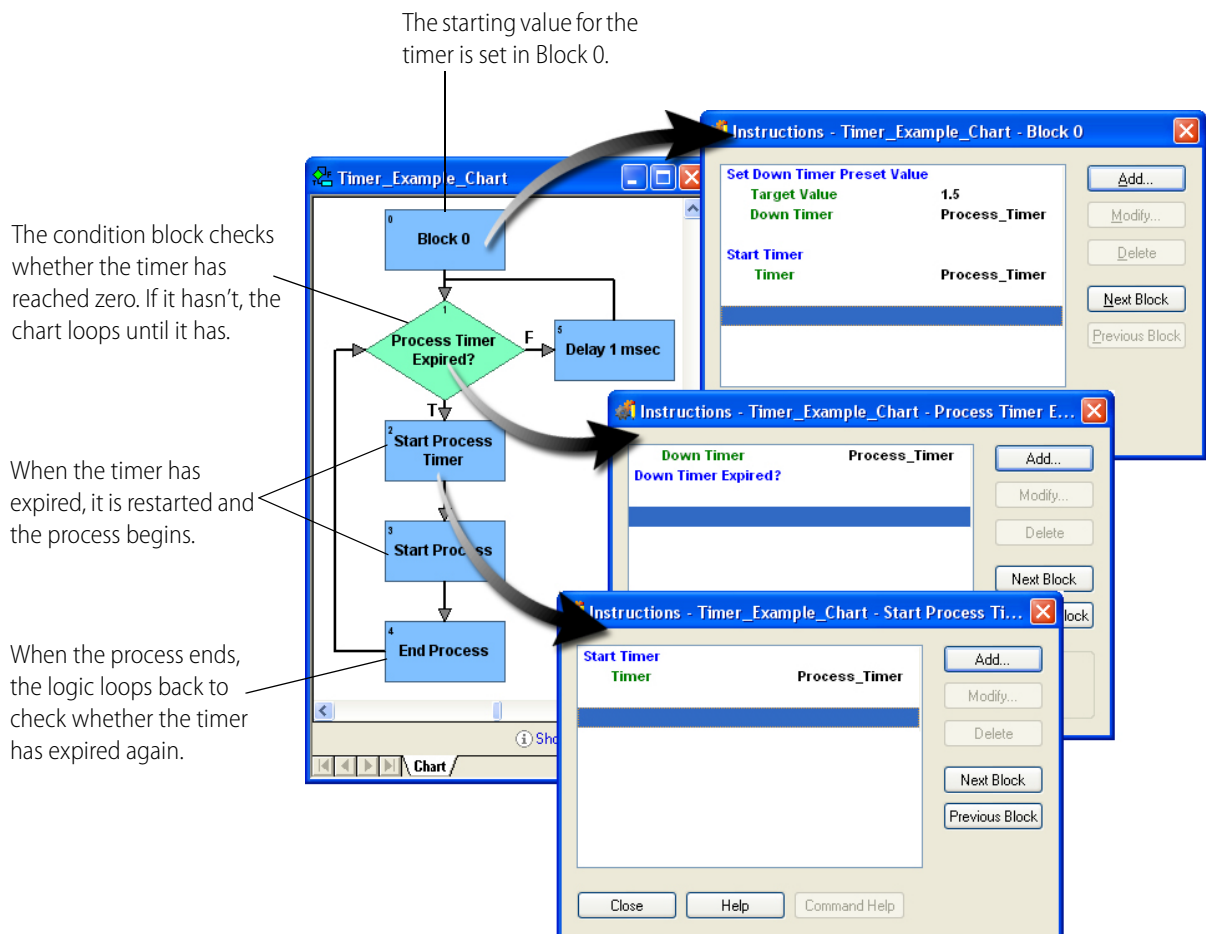 The starting value for the
timer is set in Block 0.
Timer_Example_Chart
The condition block checks
whether the timer has
reached zero. If it hasn't, the
chart loops until it has.
When the timer has
expired, it is restarted and
the process begins.
When the process ends,
the logic loops back to
check whether the timer
has expired again.
0
Block 0
1
Process Timer
Expired?
F
5
Delay 1 msec
T
2
Start Process
Timer
3
Start Process
4
End Process
Chart
Instructions - Timer_Example_Chart - Block 0
Set Down Timer Preset Value
Target Value 1.5
Down Timer Process_Timer
Start Timer
Timer Process_Timer
Add...
Modify...
Delete
Next Block
Previous Block
Instructions - Timer_Example_Chart - Process Timer E...
Down Timer Process_Timer
Down Timer Expired?
Add...
Modify...
Delete
Next Block
lock
Instructions - Timer_Example_Chart - Start Process Ti...
Start Timer
Timer Process_Timer
Add...
Modify...
Delete
Next Block
Previous Block
Close
Help
Command Help